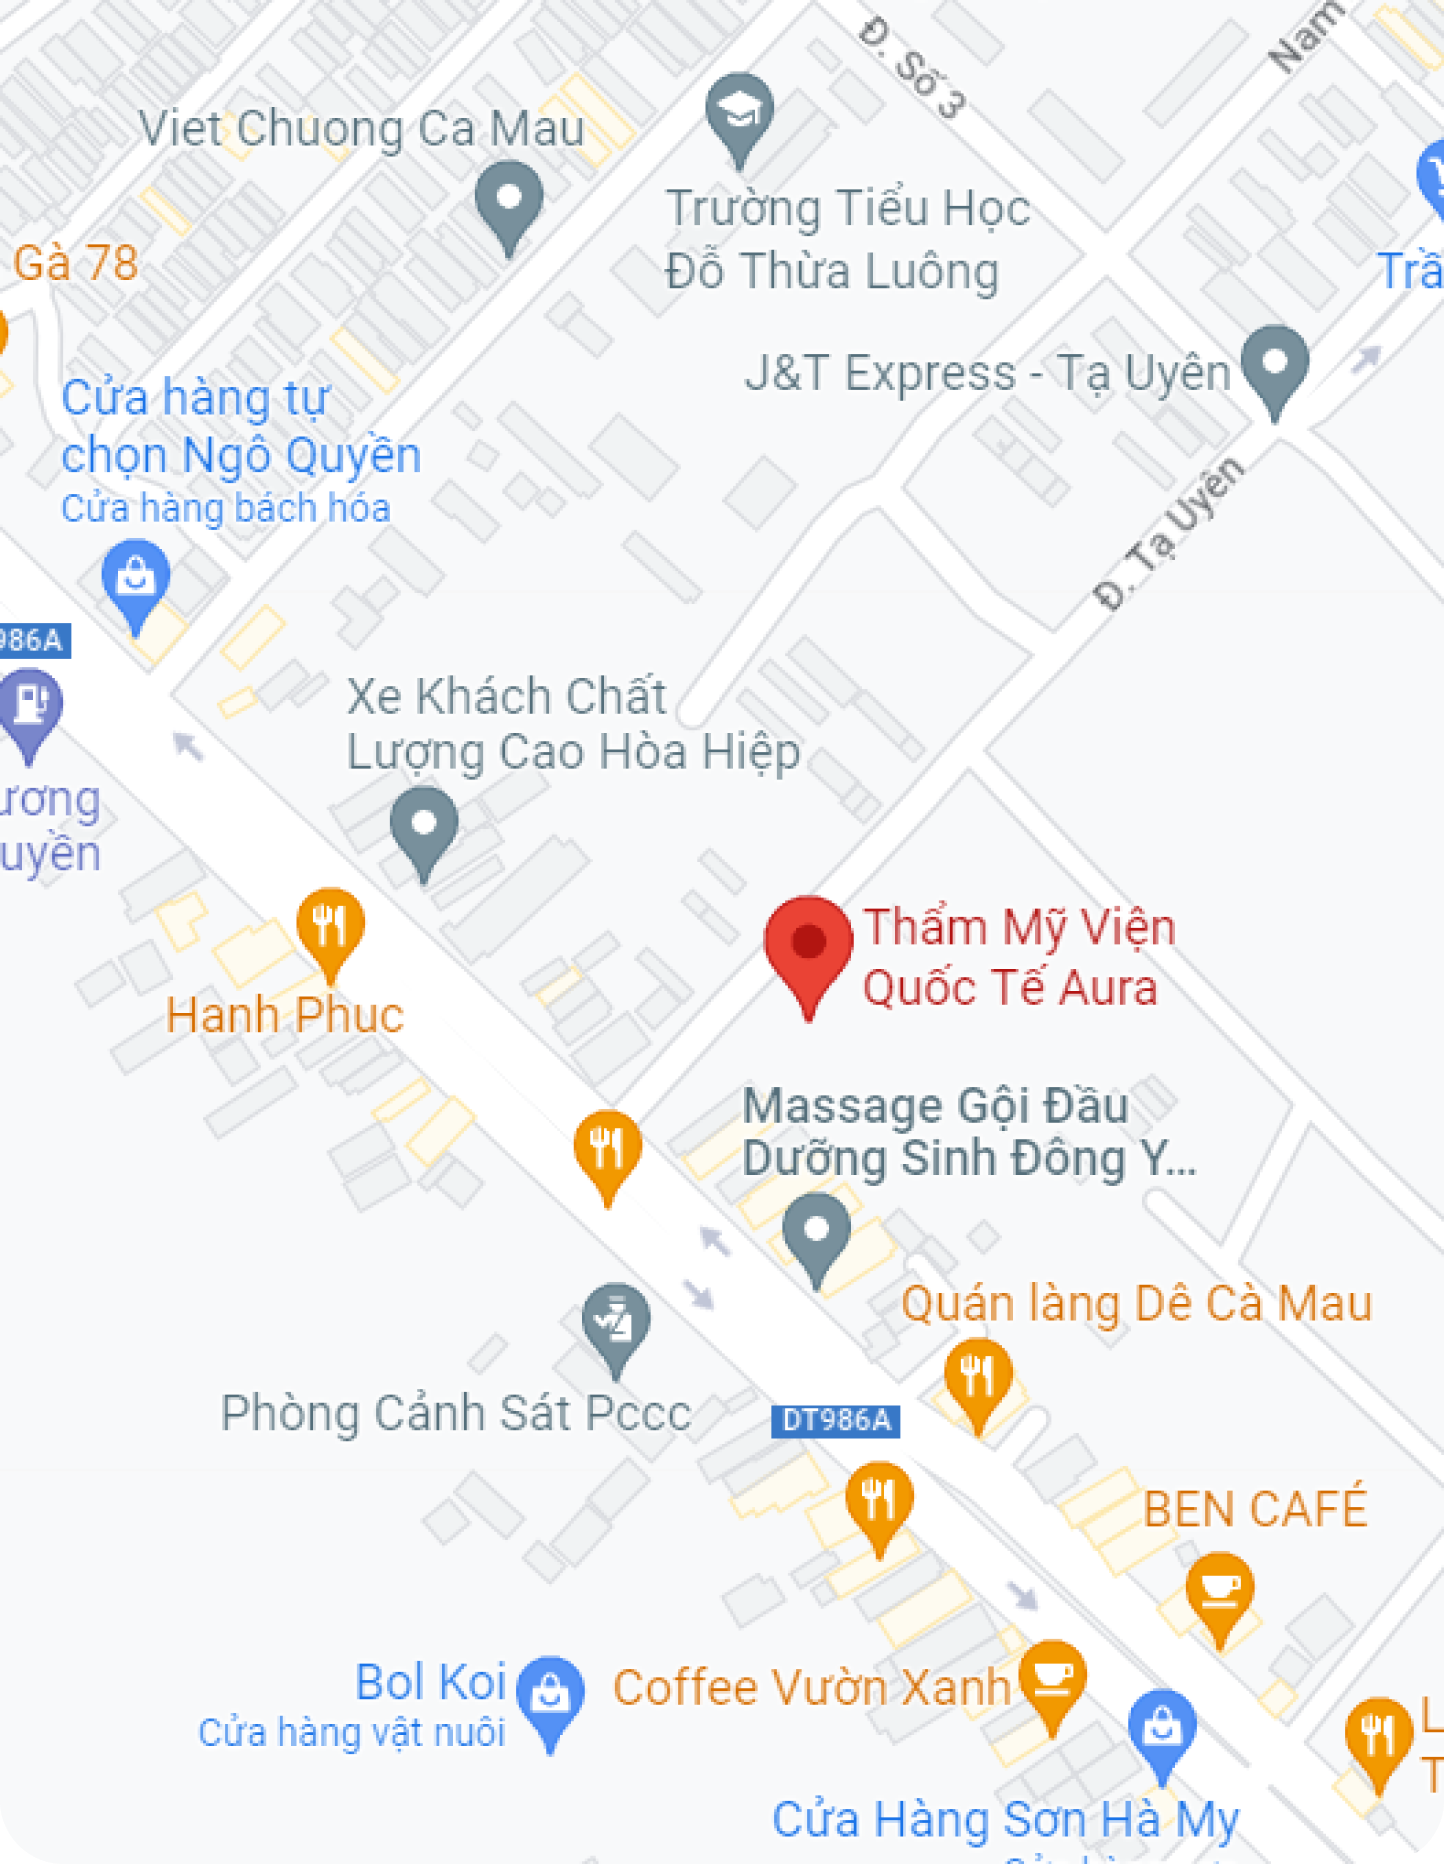 Đ. Số 3
Nam
Viet Chuong Ca Mau
Trường Tiểu Học
Đỗ Thừa Luông
Gà 78
Trầ
J&T Express - Tạ Uyên
Cửa hàng tự
chọn Ngô Quyền
Cửa hàng bách hóa
Đ. Tạ Uyên
986A
Xe Khách Chất
Lượng Cao Hòa Hiệp
ương
uyền
Thẩm Mỹ Viện
Quốc Tế Aura
Hanh Phuc
Massage Gội Đầu
Dưỡng Sinh Đông Y...
Quán làng Dê Cà Mau
Phòng Cảnh Sát Pccc
DT986A
BEN CAFÉ
Bol Koi
Cửa hàng vật nuôi
Coffee Vườn Xanh
L
T
Cửa Hàng Sơn Hà My